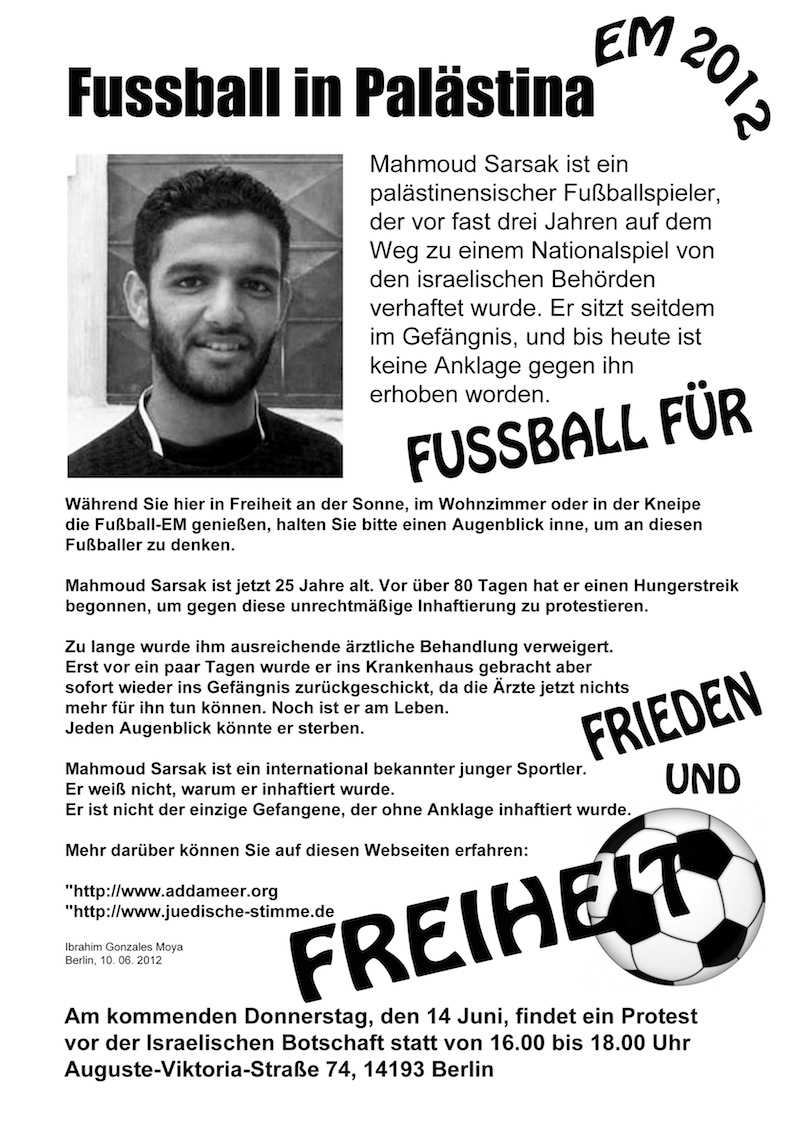 EM 2012
Fussball in Palästina
Mahmoud Sarsak ist ein
palästinensischer Fußballspieler,
der vor fast drei Jahren auf dem
Weg zu einem Nationalspiel von
den israelischen Behörden
verhaftet wurde. Er sitzt seitdem
im Gefängnis, und bis heute ist
keine Anklage gegen ihn
erhoben worden.
FUSSBALL FÜR
Während Sie hier in Freiheit an der Sonne, im Wohnzimmer oder in der Kneipe
die Fußball-EM genießen, halten Sie bitte einen Augenblick inne, um an diesen
Fußballer zu denken.
Mahmoud Sarsak ist jetzt 25 Jahre alt. Vor über 80 Tagen hat er einen Hungerstreik
begonnen, um gegen diese unrechtmäßige Inhaftierung zu protestieren.
Zu lange wurde ihm ausreichende ärztliche Behandlung verweigert.
Erst vor ein paar Tagen wurde er ins Krankenhaus gebracht aber
sofort wieder ins Gefängnis zurückgeschickt, da die Ärzte jetzt nichts
mehr für ihn tun können. Noch ist er am Leben.
Jeden Augenblick könnte er sterben.
FRIEDEN
UND
Mahmoud Sarsak ist ein international bekannter junger Sportler.
Er weiß nicht, warum er inhaftiert wurde.
Er ist nicht der einzige Gefangene, der ohne Anklage inhaftiert wurde.
Mehr darüber können Sie auf diesen Webseiten erfahren:
"http://www.addameer.org
"http://www.juedische-stimme.de
FREIHEIT
Ibrahim Gonzales Moya
Berlin, 10. 06. 2012
Am kommenden Donnerstag, den 14 Juni, findet ein Protest
vor der Israelischen Botschaft statt von 16.00 bis 18.00 Uhr
Auguste-Viktoria-Straße 74, 14193 Berlin